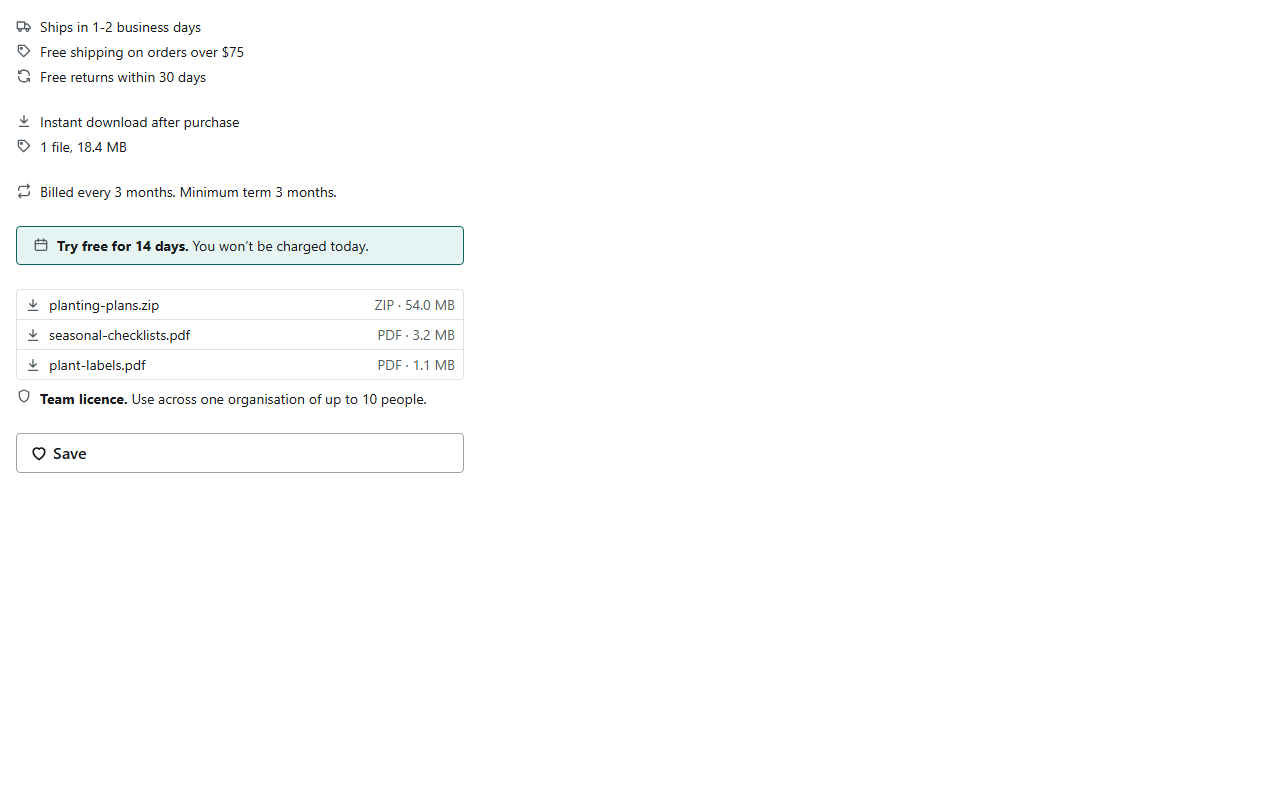 Ships in 1-2 business days
Free shipping on orders over $75
Free returns within 30 days
Instant download after purchase
1 file, 18.4 MB
Billed every 3 months. Minimum term 3 months.
Try free for 14 days. You won’t be charged today.
planting-plans.zip ZIP · 54.0 MB
seasonal-checklists.pdf PDF · 3.2 MB
plant-labels.pdf PDF · 1.1 MB
Team licence. Use across one organisation of up to 10 people.
Save